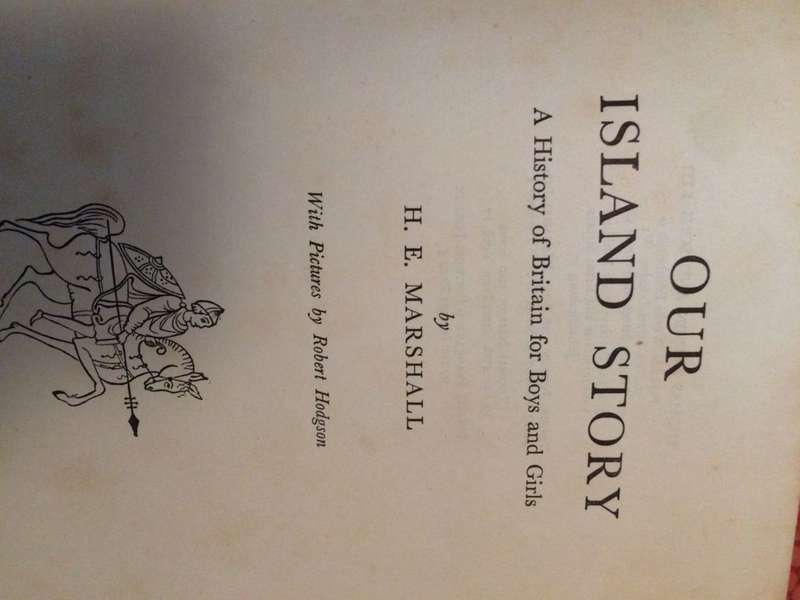 OUR
ISLAND STORY
A History of Britain for Boys and Girls
by
H. E. MARSHALL
With Pictures by Robert Hodgson